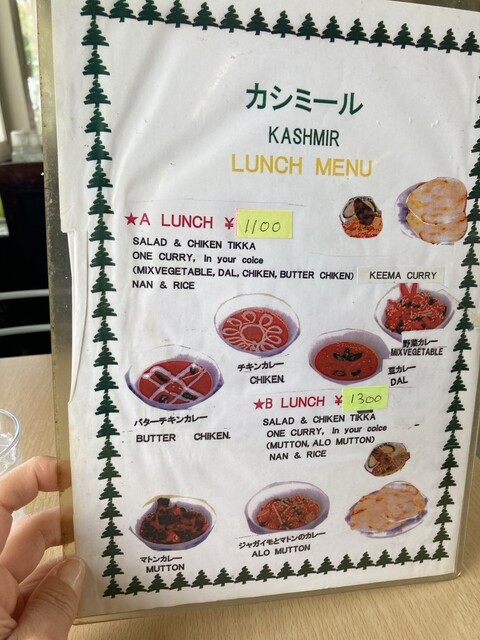 カシミール
KASHMIR
LUNCH MENU
★A LUNCH ¥ 1100
SALAD & CHIKEN TIKKA
ONE CURRY, in your coice
(MIXVEGETABLE, DAL, CHIKEN, BUTTER CHIKEN) KEEMA CURRY
NAN & RICE
野菜カレー
MIXVEGETABLE
チキンカレー
CHIKEN.
豆カレー
DAL
バターチキンカレー
BUTTER CHIKEN.
★B LUNCH ¥ 1300
SALAD & CHIKEN TIKKA
ONE CURRY, in your coice
(MUTTON, ALO MUTTON)
NAN & RICE
マトンカレー
MUTTON
ジャガイモとマトンのカレー
ALO MUTTON